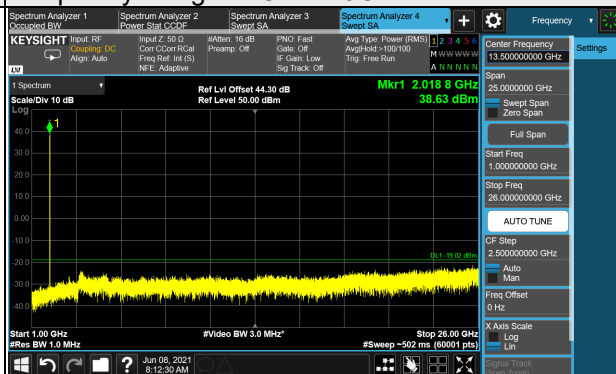 Spectrum Analyzer 1
Occupied BW
Spectrum Analyzer 2
Power Stat CCDF
Spectrum Analyzer 3
Swept SA
Spectrum Analyzer 4
Swept SA
+
Frequency
KEYSIGHT
Input: RF
Coupling: DC
Align: Auto
Input Z: 50 Ω
Corr CCorr RCal
Freq Ref: Int (S)
NFE: Adaptive
#Atten: 16 dB
Preamp: Off
PNO: Fast
Gate: Off
IF Gain: Low
Sig Track: Off
Avg Type: Power (RMS)
Avg|Hold:>100/100
Trig: Free Run
1 2 3 4 5 6
M W W W W W
A N N N N N
LXI
1 Spectrum
Scale/Div 10 dB
Log
Ref Lvl Offset 44.30 dB
Ref Level 50.00 dBm
Mkr1 2.018 8 GHz
38.63 dBm
1
40.0
30.0
20.0
10.0
0.00
-10.0
-20.0
-30.0
-40.0
DL1 -19.02 dBm
Start 1.00 GHz
#Res BW 1.0 MHz
#Video BW 3.0 MHz*
Stop 26.00 GHz
#Sweep ~502 ms (60001 pts)
?
Jun 08, 2021
8:12:30 AM
Settings
Center Frequency
13.500000000 GHz
Span
25.0000000 GHz
Swept Span
Zero Span
Full Span
Start Freq
1.000000000 GHz
Stop Freq
26.000000000 GHz
AUTO TUNE
CF Step
2.500000000 GHz
Auto
Man
Freq Offset
0 Hz
X Axis Scale
Log
Lin
Signal Track
(Span Zoom)